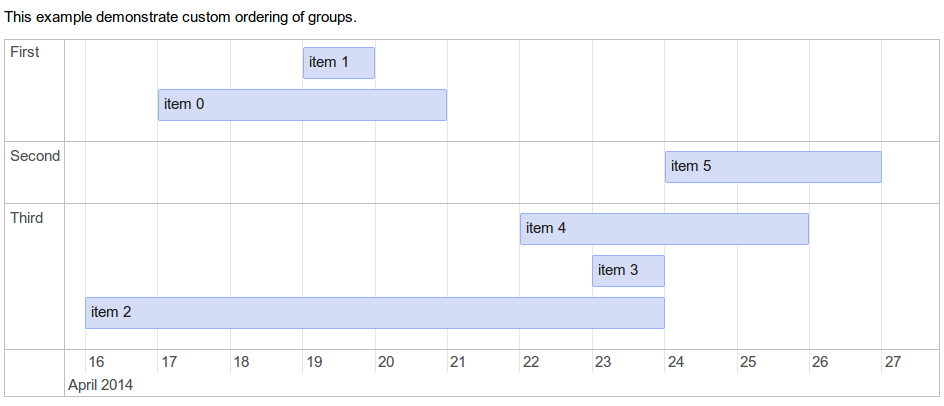 This example demonstrate custom ordering of groups.
First
item 1
item 0
Second
item 5
Third
item 4
item 3
item 2
16 17 18 19 20 21 22 23 24 25 26 27
April 2014